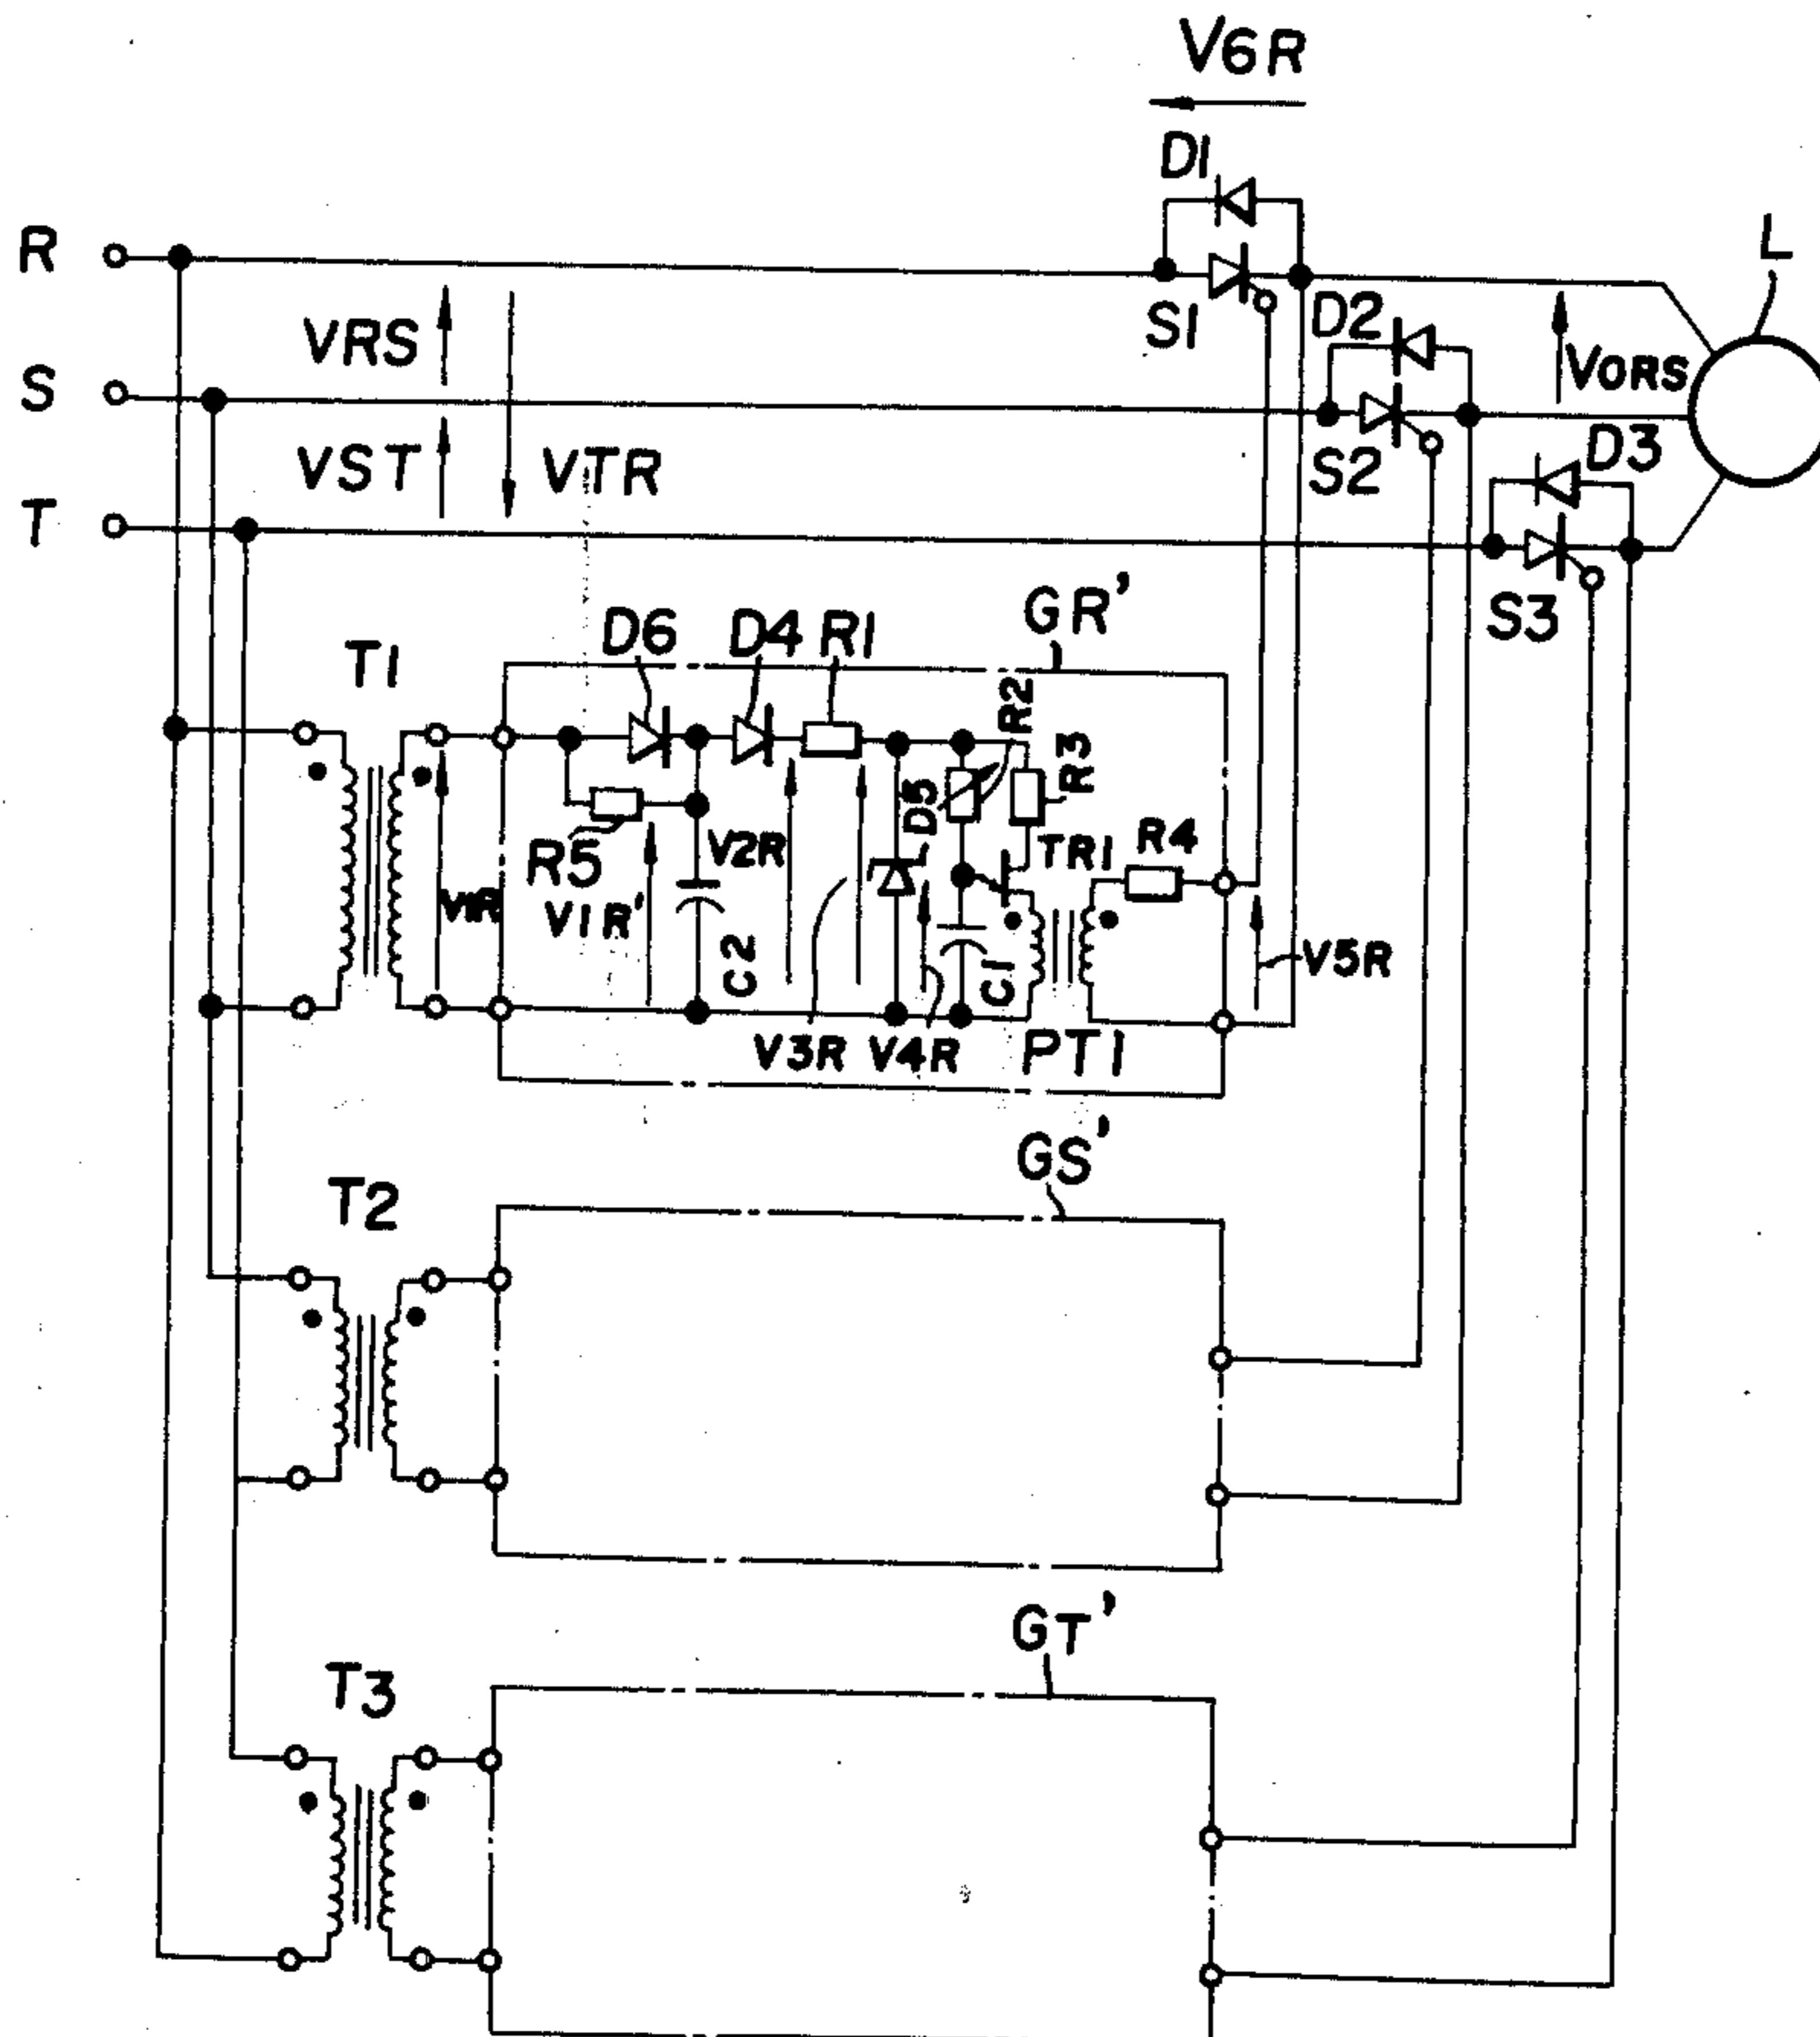 V6R
D1
R
L
S1
D2
VRS
VORS
S
VST
VTR
S2
D3
T
S3
GR'
D6
D4
R1
T1
R2
R3
D5
R5
V2R
TR1
R4
V1R
V1R'
C2
C1
V5R
V3R
V4R
PT1
GS'
T2
GT'
T3